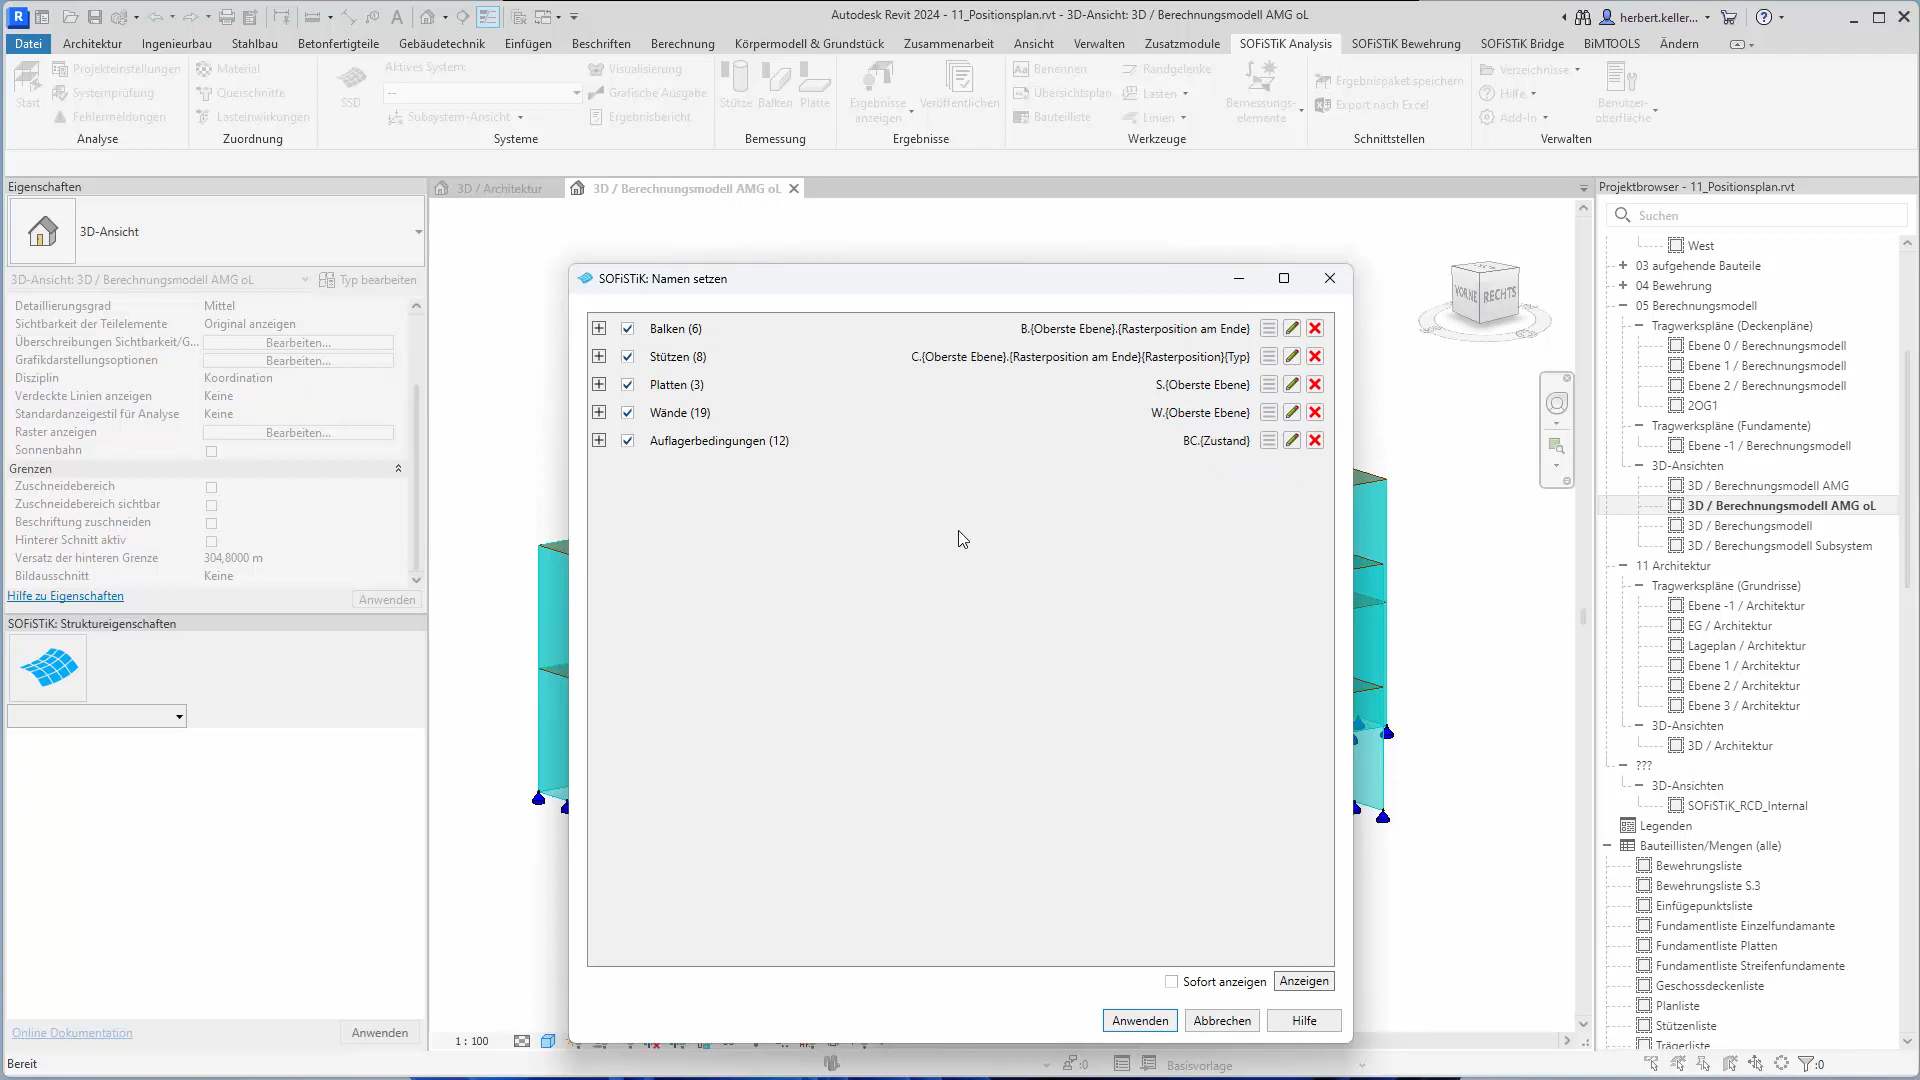 Autodesk Revit 2024 - 11_Positionsplan.rvt - 3D-Ansicht: 3D / Berechnungsmodell AMG oL
herbert.keller...
Datei Architektur Ingenieurbau Stahlbau Betonfertigteile Gebäudetechnik Einfügen Beschriften Berechnung Körpermodell & Grundstück Zusammenarbeit Ansicht Verwalten Zusatzmodule SOFiSTiK Analysis SOFiSTiK Bewehrung SOFiSTiK Bridge BiMTOOLS Ändern
Start
Projekteinstellungen
Systemprüfung
Fehlermeldungen
Analyse
Material
Querschnitte
Lasteinwirkungen
Zuordnung
SSD
Aktives System:
--
Subsystem-Ansicht
Visualisierung
Grafische Ausgabe
Ergebnisbericht
Systeme
Stütze Balken Platte
Bemessung
Ergebnisse anzeigen
Veröffentlichen
Ergebnisse
Benennen
Übersichtsplan
Bauteilliste
Randgelenke
Lasten
Linien
Bemessungs-
elemente
Werkzeuge
Ergebnispaket speichern
Export nach Excel
Schnittstellen
Verzeichnisse
Hilfe
Add-in
Benutzer-
oberfläche
Verwalten
Eigenschaften
3D-Ansicht
3D-Ansicht: 3D / Berechnungsmodell AMG oL
Typ bearbeiten
Detaillierungsgrad Mittel
Sichtbarkeit der Teilelemente Original anzeigen
Überschreibungen Sichtbarkeit/G... Bearbeiten...
Grafikdarstellungsoptionen Bearbeiten...
Disziplin Koordination
Verdeckte Linien anzeigen Keine
Standardanzeigestil für Analyse Keine
Raster anzeigen Bearbeiten...
Sonnenbahn
Grenzen
Zuschneidebereich
Zuschneidebereich sichtbar
Beschriftung zuschneiden
Hinterer Schnitt aktiv
Versatz der hinteren Grenze 304,8000 m
Bildausschnitt Keine
Hilfe zu Eigenschaften
Anwenden
SOFiSTiK: Struktureigenschaften
Online Dokumentation
Anwenden
Bereit
3D / Architektur
3D / Berechnungsmodell AMG oL
VORNE RECHTS
SOFiSTiK: Namen setzen
Balken (6) B.{Oberste Ebene}.{Rasterposition am Ende}
Stützen (8) C.{Oberste Ebene}.{Rasterposition am Ende}{Rasterposition}{Typ}
Platten (3) S.{Oberste Ebene}
Wände (19) W.{Oberste Ebene}
Auflagerbedingungen (12) BC.{Zustand}
Sofort anzeigen
Anzeigen
Anwenden
Abbrechen
Hilfe
1 : 100
:0
Basisvorlage
:0
Projektbrowser - 11_Positionsplan.rvt
Suchen
West
03 aufgehende Bauteile
04 Bewehrung
05 Berechnungsmodell
Tragwerkspläne (Deckenpläne)
Ebene 0 / Berechnungsmodell
Ebene 1 / Berechnungsmodell
Ebene 2 / Berechnungsmodell
2OG1
Tragwerkspläne (Fundamente)
Ebene -1 / Berechnungsmodell
3D-Ansichten
3D / Berechnungsmodell AMG
3D / Berechnungsmodell AMG oL
3D / Berechungsmodell
3D / Berechungsmodell Subsystem
11 Architektur
Tragwerkspläne (Grundrisse)
Ebene -1 / Architektur
EG / Architektur
Lageplan / Architektur
Ebene 1 / Architektur
Ebene 2 / Architektur
Ebene 3 / Architektur
3D-Ansichten
3D / Architektur
???
3D-Ansichten
SOFiSTiK_RCD_Internal
Legenden
Bauteillisten/Mengen (alle)
Bewehrungsliste
Bewehrungsliste S.3
Einfügepunktsliste
Fundamentliste Einzelfundamante
Fundamentliste Platten
Fundamentliste Streifenfundamente
Geschossdeckenliste
Planliste
Stützenliste
Trägerliste